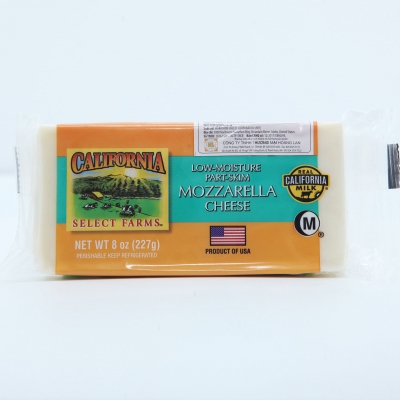 CALIFORNIA
SELECT FARMS
NET WT 8 oz (227g)
PERISHABLE KEEP REFRIGERATED
LOW-MOISTURE
PART-SKIM
MOZZARELLA
CHEESE
PRODUCT OF USA
REAL
CALIFORNIA
MILK
M
®